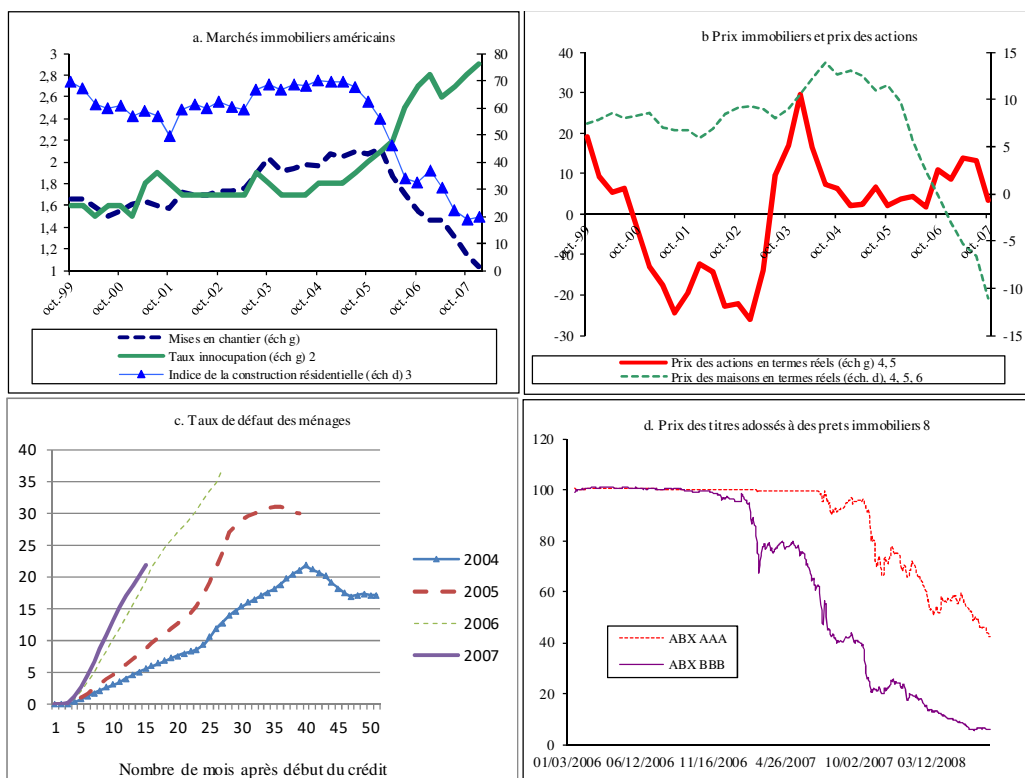 a. Marchés immobiliers américains
3
2,8
2,6
2,4
2,2
2
1,8
1,6
1,4
1,2
1
80
70
60
50
40
30
20
10
0
oct.-99
oct.-00
oct.-01
oct.-02
oct.-03
oct.-04
oct.-05
oct.-06
oct.-07
Mises en chantier (éch g)
Taux innocupation (éch g) 2
Indice de la construction résidentielle (éch d) 3
b Prix immobiliers et prix des actions
40
30
20
10
0
-10
-20
-30
15
10
5
0
-5
-10
-15
oct.-99
oct.-00
oct.-01
oct.-02
oct.-03
oct.-04
oct.-05
oct.-06
oct.-07
Prix des actions en termes réels (éch g) 4,5
Prix des maisons en termes réels (éch. d), 4, 5, 6
c. Taux de défaut des ménages
40
35
30
25
20
15
10
5
0
1 5 10 15 20 25 30 35 40 45 50
Nombre de mois après début du crédit
2004
2005
2006
2007
d. Prix des titres adossés à des prets immobiliers 8
120
100
80
60
40
20
0
ABX AAA
ABX BBB
01/03/2006 06/12/2006 11/16/2006 4/26/2007 10/02/2007 03/12/2008